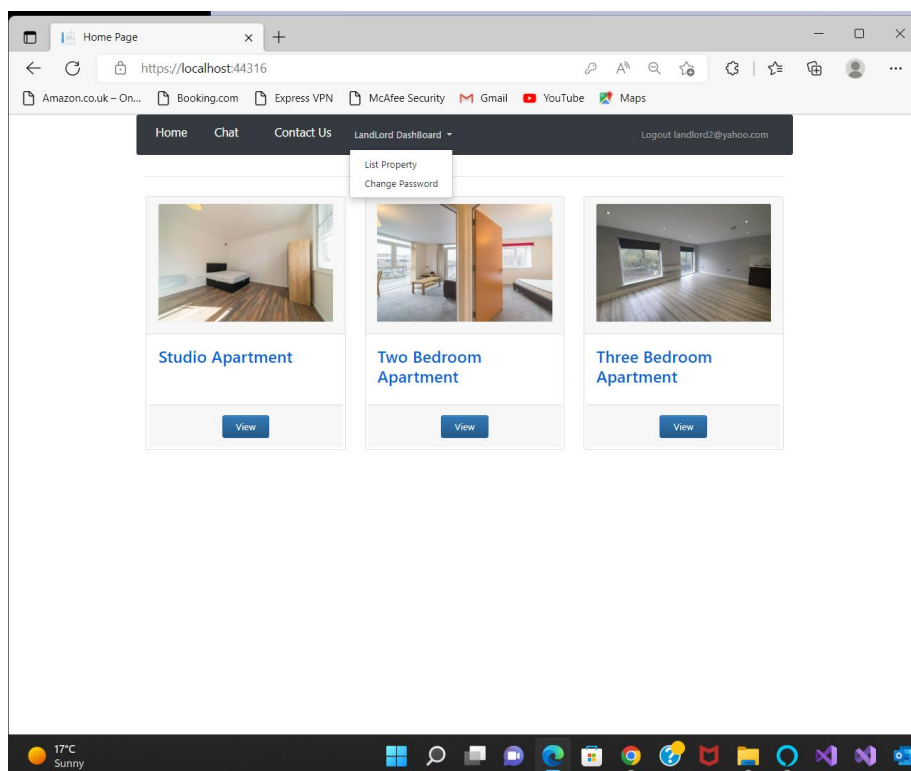 Home Page
https://localhost:44316
Amazon.co.uk – On...
Booking.com
Express VPN
McAfee Security
Gmail
YouTube
Maps
Home
Chat
Contact Us
LandLord DashBoard
Logout landlord2@yahoo.com
List Property
Change Password
Studio Apartment
Two Bedroom
Apartment
Three Bedroom
Apartment
View
View
View
17°C
Sunny